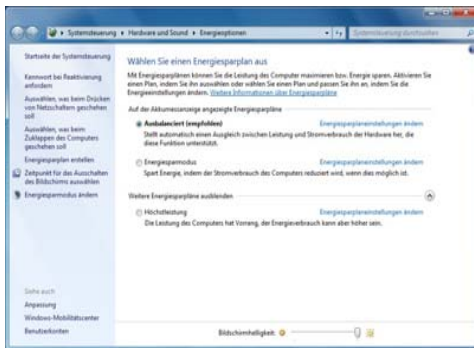 Systemsteuerung ▸ Hardware und Sound ▸ Energieoptionen
Systemsteuerung durchsuchen
Startseite der Systemsteuerung
Kennwort bei Reaktivierung
anfordern
Auswählen, was beim Drücken
von Netzschaltern geschehen
soll
Auswählen, was beim
Zuklappen des Computers
geschehen soll
Energiesparplan erstellen
Zeitpunkt für das Ausschalten
des Bildschirms auswählen
Energiesparmodus ändern
Siehe auch
Anpassung
Windows-Mobilitätscenter
Benutzerkonten
Wählen Sie einen Energiesparplan aus
Mit Energiesparplänen können Sie die Leistung des Computer maximieren bzw. Energie sparen. Aktivieren Sie
einen Plan, indem Sie ihn auswählen oder wählen Sie einen Plan und passen Sie ihn an, indem Sie die
Energieeinstellungen ändern. Weitere Informationen über Energiesparpläne
Auf der Akkumessanzeige angezeigte Energiesparpläne
Ausbalanciert (empfohlen) Energiesparplaneinstellungen ändern
Stellt automatisch einen Ausgleich zwischen Leistung und Stromverbrauch der Hardware her, die
diese Funktion unterstützt.
Energiesparmodus Energiesparplaneinstellungen ändern
Spart Energie, indem der Stromverbrauch des Computers reduziert wird, wenn dies möglich ist.
Weitere Energiesparpläne ausblenden
Höchstleistung Energiesparplaneinstellungen ändern
Die Leistung des Computers hat Vorrang, der Energieverbrauch kann aber höher sein.
Bildschirmhelligkeit: